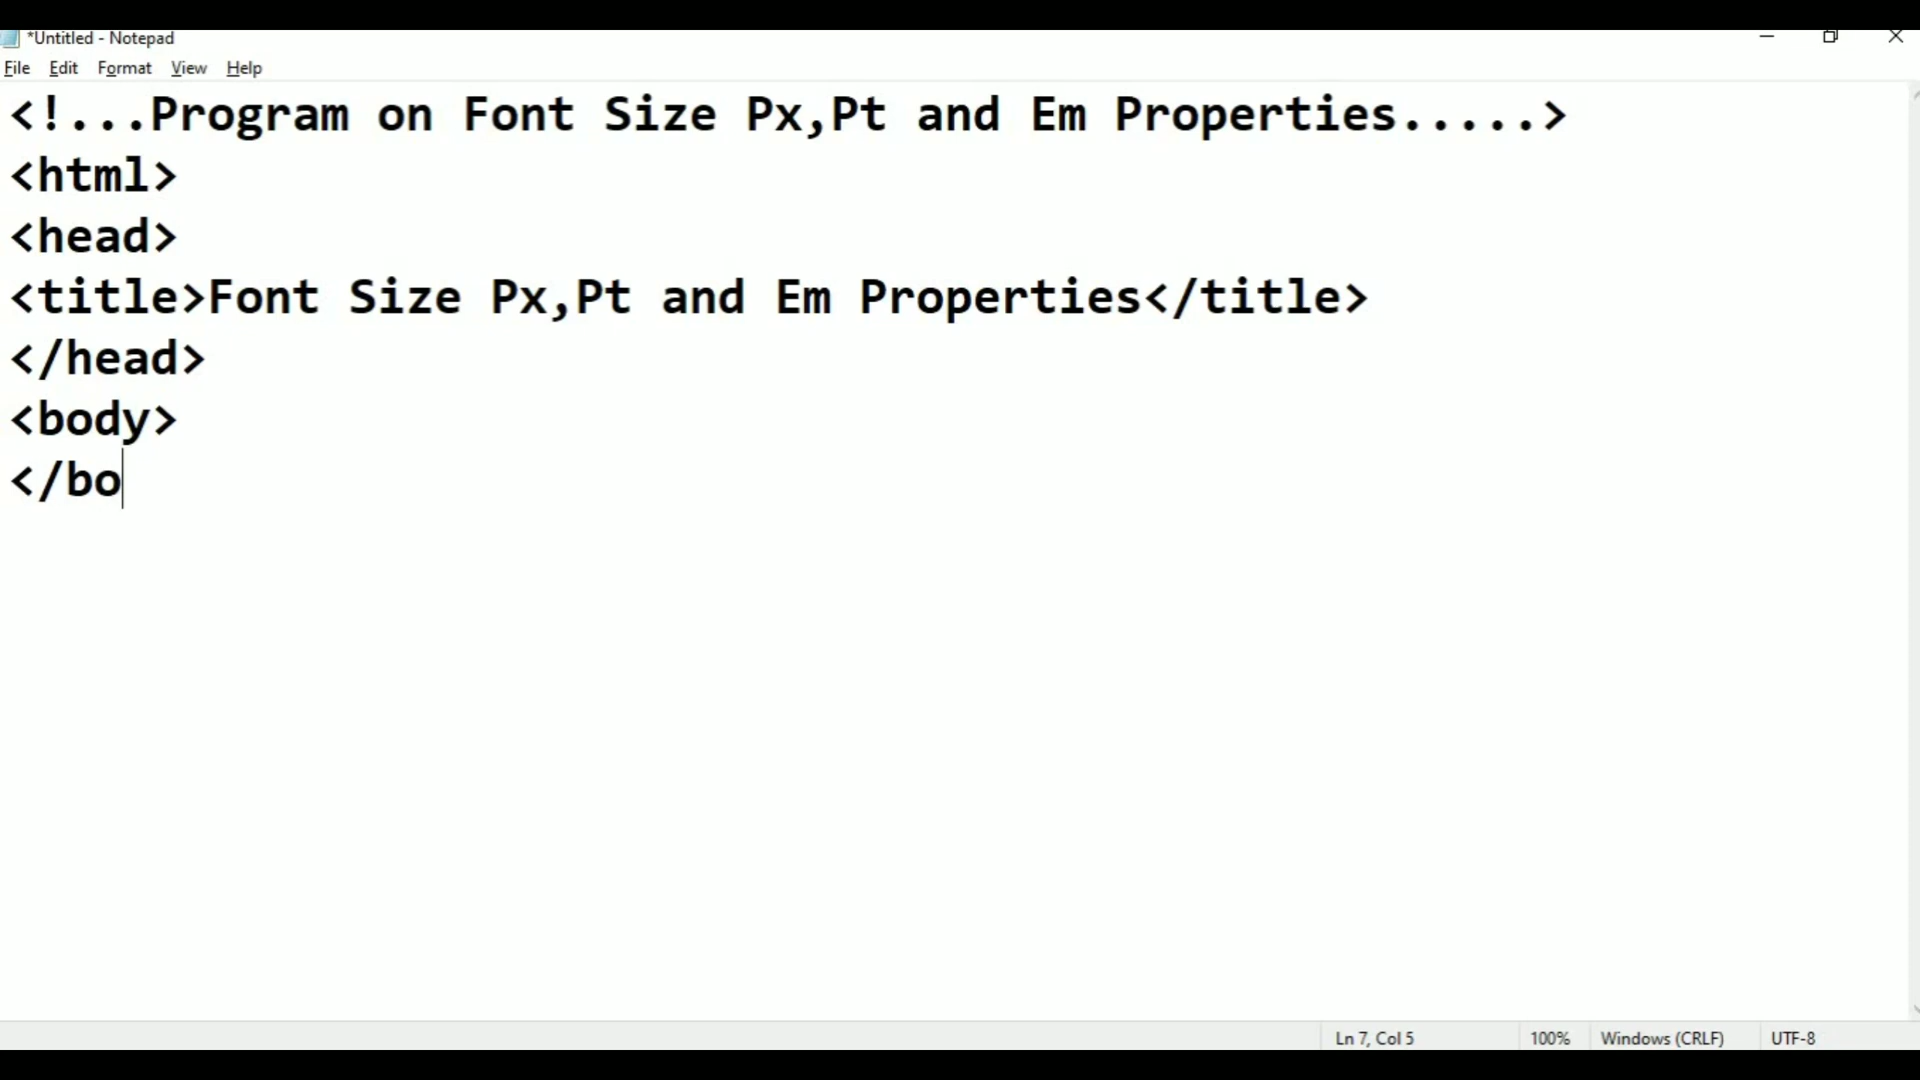 *Untitled - Notepad
File Edit Format View Help
<!...Program on Font Size Px,Pt and Em Properties.....>
<html>
<head>
<title>Font Size Px,Pt and Em Properties</title>
</head>
<body>
</bo
Ln 7, Col 5 100% Windows (CRLF) UTF-8